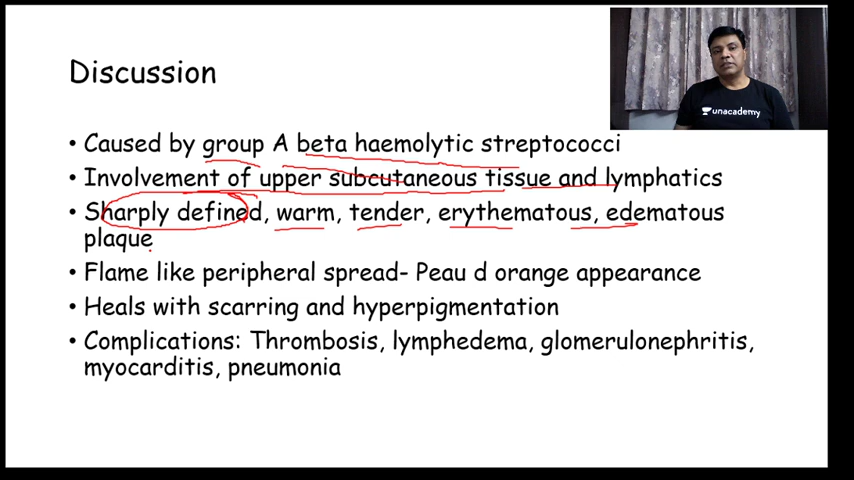 Discussion
unacademy
• Caused by group A beta haemolytic streptococci
• Involvement of upper subcutaneous tissue and lymphatics
• Sharply defined, warm, tender, erythematous, edematous
plaque
• Flame like peripheral spread- Peau d orange appearance
• Heals with scarring and hyperpigmentation
• Complications: Thrombosis, lymphedema, glomerulonephritis,
myocarditis, pneumonia